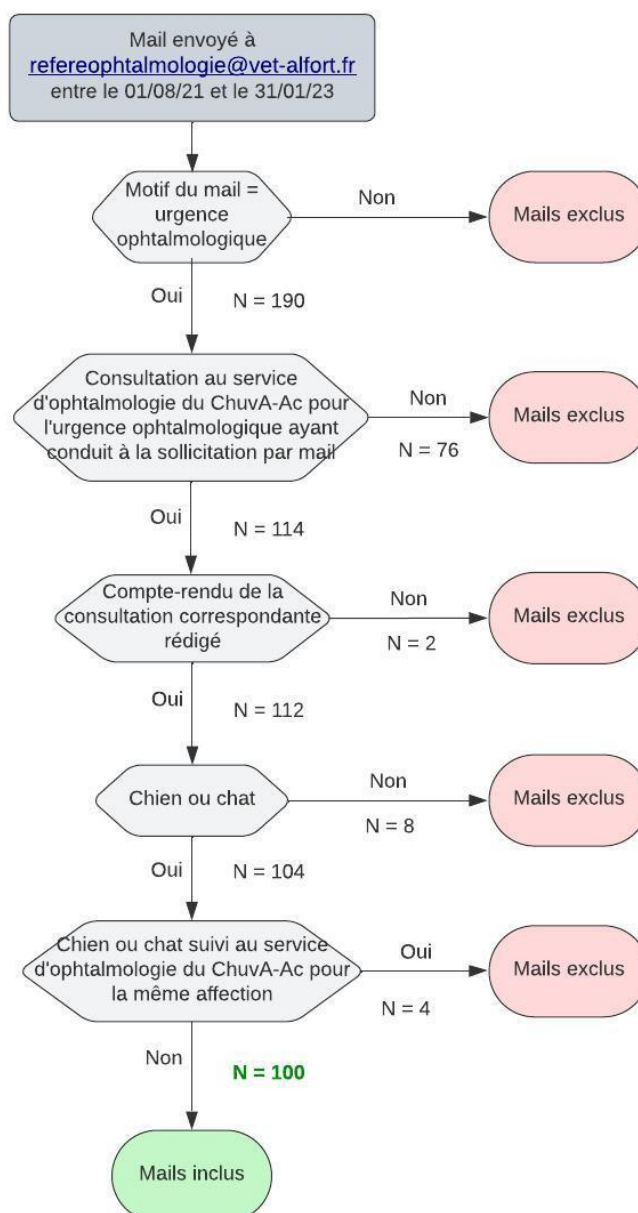 Mail envoyé à
refereophtalmologie@vet-alfort.fr
entre le 01/08/21 et le 31/01/23
Motif du mail =
urgence
ophtalmologique
Non
Mails exclus
Oui
N = 190
Consultation au service
d'ophtalmologie du ChuvA-Ac pour
l'urgence ophtalmologique ayant
conduit à la sollicitation par mail
Non
N = 76
Mails exclus
Oui
N = 114
Compte-rendu de la
consultation correspondante
rédigé
Non
N = 2
Mails exclus
Oui
N = 112
Chien ou chat
Non
N = 8
Mails exclus
Oui
N = 104
Chien ou chat suivi au service
d'ophtalmologie du ChuvA-Ac pour
la même affection
Oui
N = 4
Mails exclus
Non
N = 100
Mails inclus